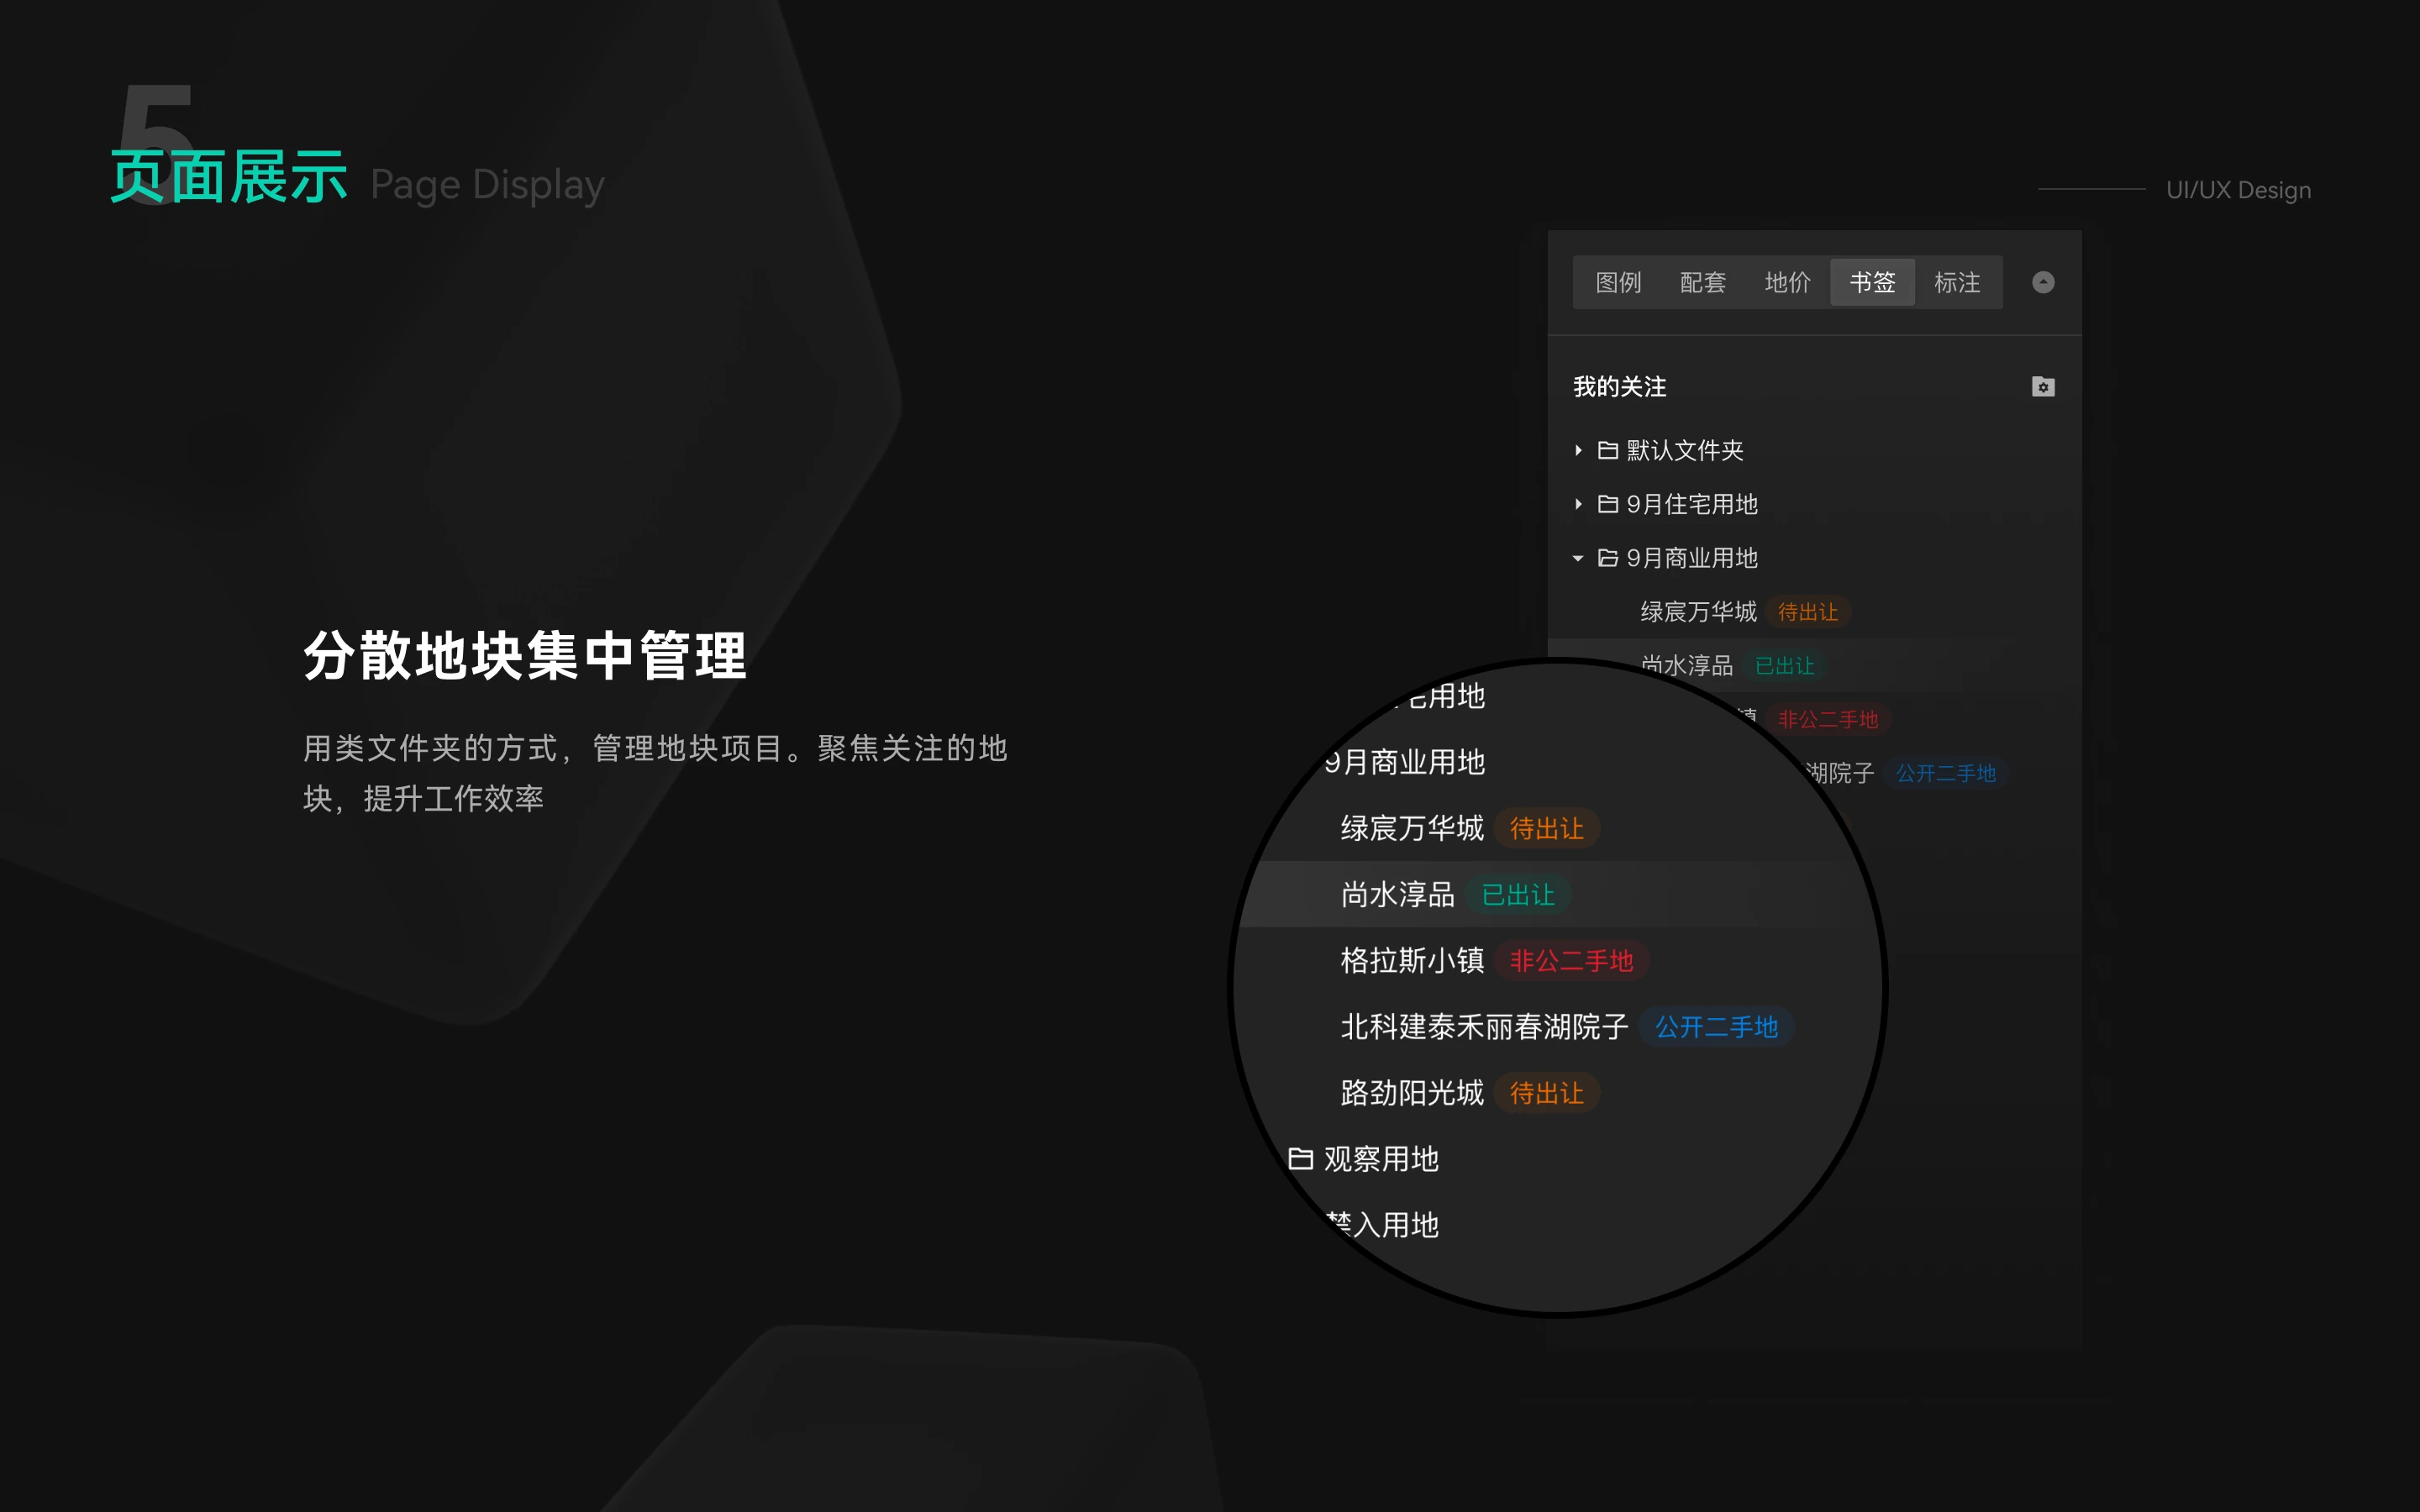 5
页面展示 Page Display
UI/UX Design
分散地块集中管理
用类文件夹的方式，管理地块项目。聚焦关注的地
块，提升工作效率
图例 配套 地价 书签 标注
我的关注
默认文件夹
9月住宅用地
9月商业用地
绿宸万华城 待出让
尚水淳品 已出让
镇 非公二手地
湖院子 公开二手地
宅用地
9月商业用地
绿宸万华城 待出让
尚水淳品 已出让
格拉斯小镇 非公二手地
北科建泰禾丽春湖院子 公开二手地
路劲阳光城 待出让
观察用地
禁入用地